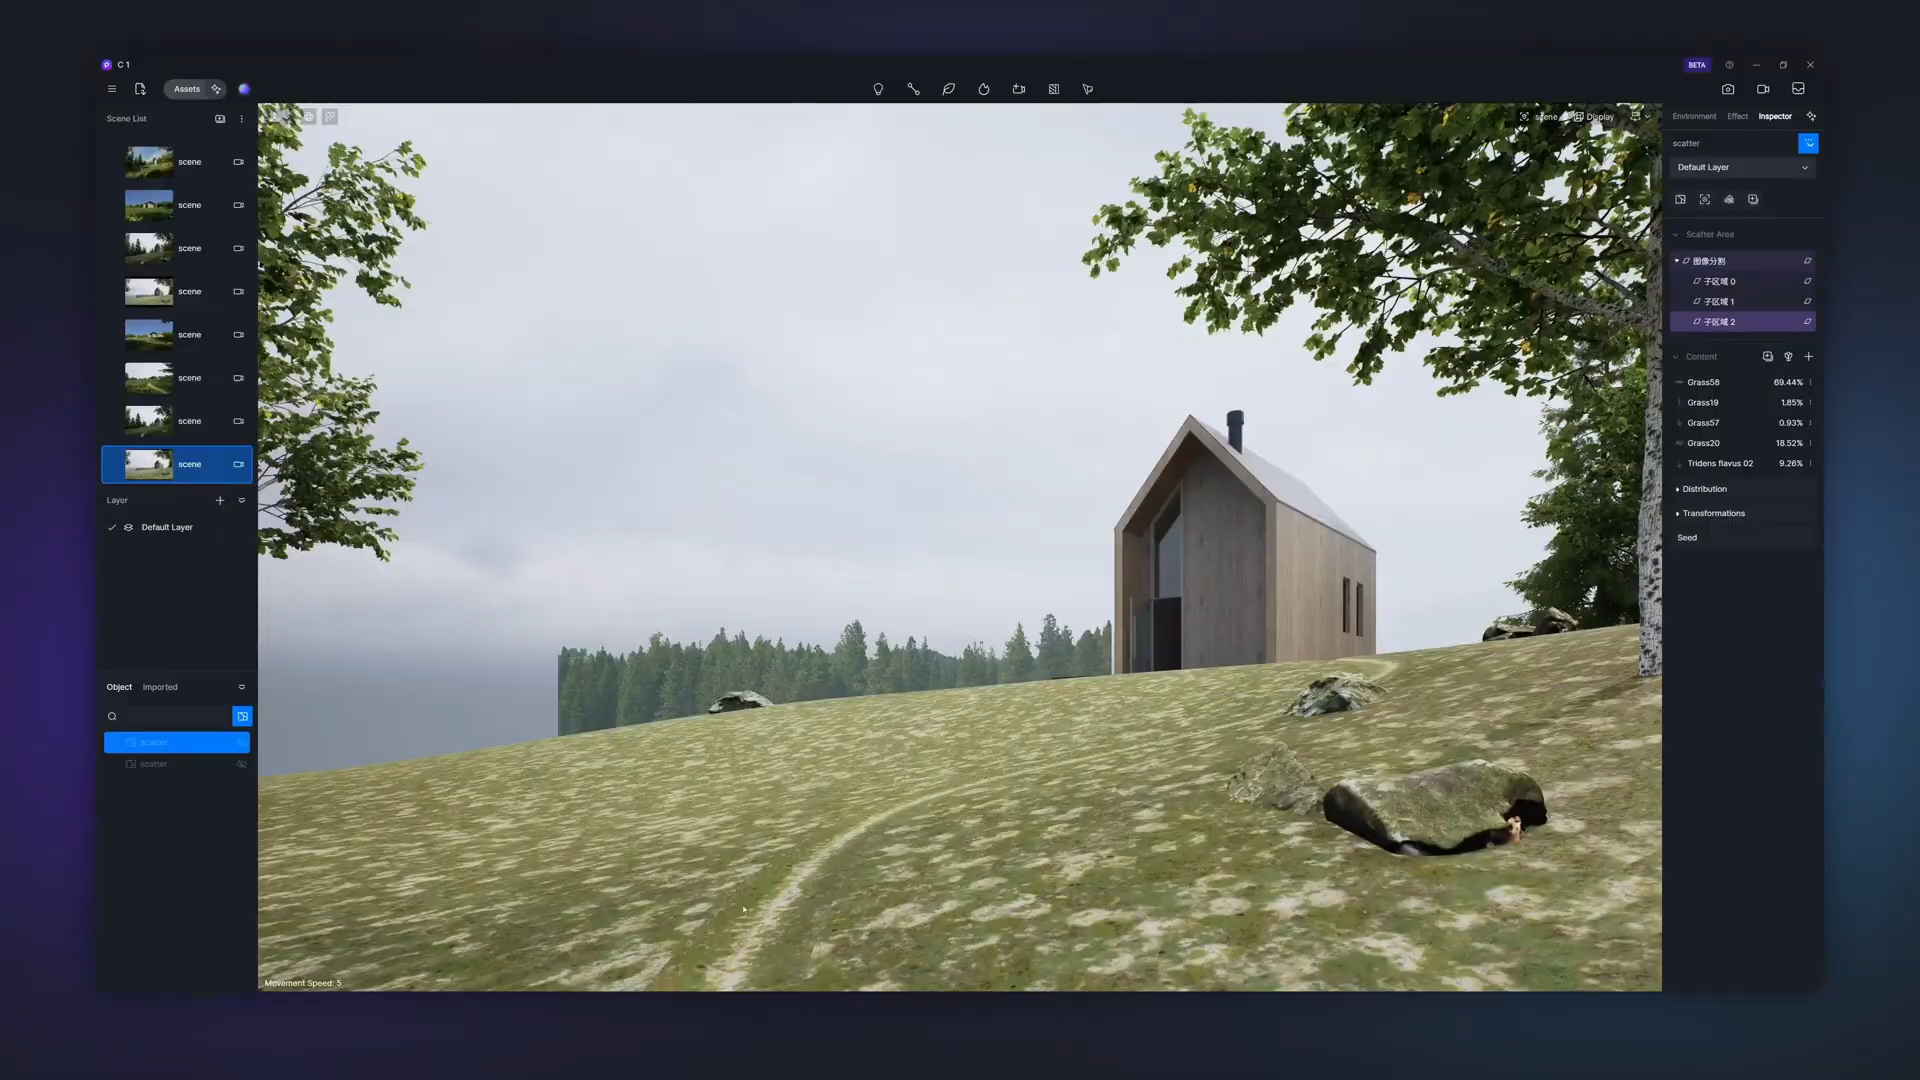 C 1
BETA
Assets
Scene List
scene
scene
scene
scene
scene
scene
scene
scene
Layer
Default Layer
Object Imported
scatter
scatter
scene Display
Movement Speed: 5
Environment Effect Inspector
scatter
Default Layer
Scatter Area
图像分割
子区域 0
子区域 1
子区域 2
Content
Grass58 69.44%
Grass19 1.85%
Grass57 0.93%
Grass20 18.52%
Tridens flavus 02 9.26%
Distribution
Transformations
Seed